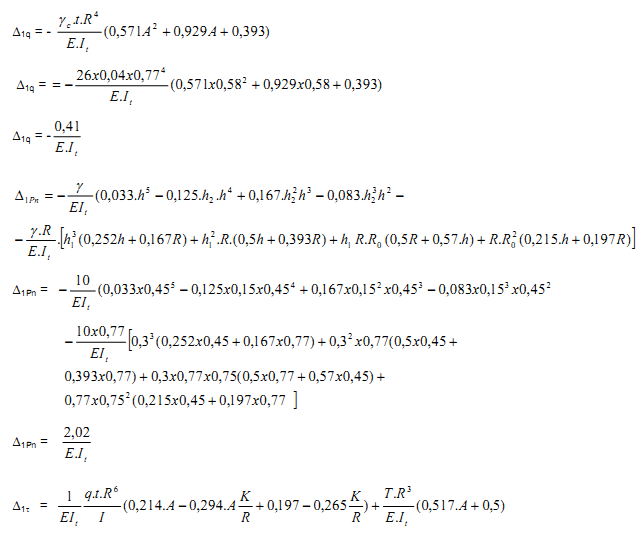 Δ1q = - γc.t.R⁴/E.It (0,571A² + 0,929A + 0,393)
Δ1q = = - 26x0,04x0,77⁴/E.It (0,571x0,58² + 0,929x0,58 + 0,393)
Δ1q = - 0,41/E.It
Δ1Pn = - γ/EIt (0,033.h⁵ − 0,125.h₂.h⁴ + 0,167.h₂²h³ − 0,083.h₂³h² −
− γ.R/E.It .[h₁³(0,252h + 0,167R) + h₁².R.(0,5h + 0,393R) + h₁ R.R₀ (0,5R + 0,57.h) + R.R₀² (0,215.h + 0,197R)]
Δ1Pn = − 10/EIt (0,033x0,45⁵ − 0,125x0,15x0,45⁴ + 0,167x0,15²x0,45³ − 0,083x0,15³x0,45²
− 10x0,77/EIt [0,3³(0,252x0,45 + 0,167x0,77) + 0,3²x0,77(0,5x0,45 +
0,393x0,77) + 0,3x0,77x0,75(0,5x0,77 + 0,57x0,45) +
0,77x0,75²(0,215x0,45 + 0,197x0,77 ]
Δ1Pn = 2,02/E.It
Δ1τ = 1/EIt q.t.R⁶/I (0,214.A − 0,294.A K/R + 0,197 − 0,265 K/R) + T.R³/E.It (0,517.A + 0,5)